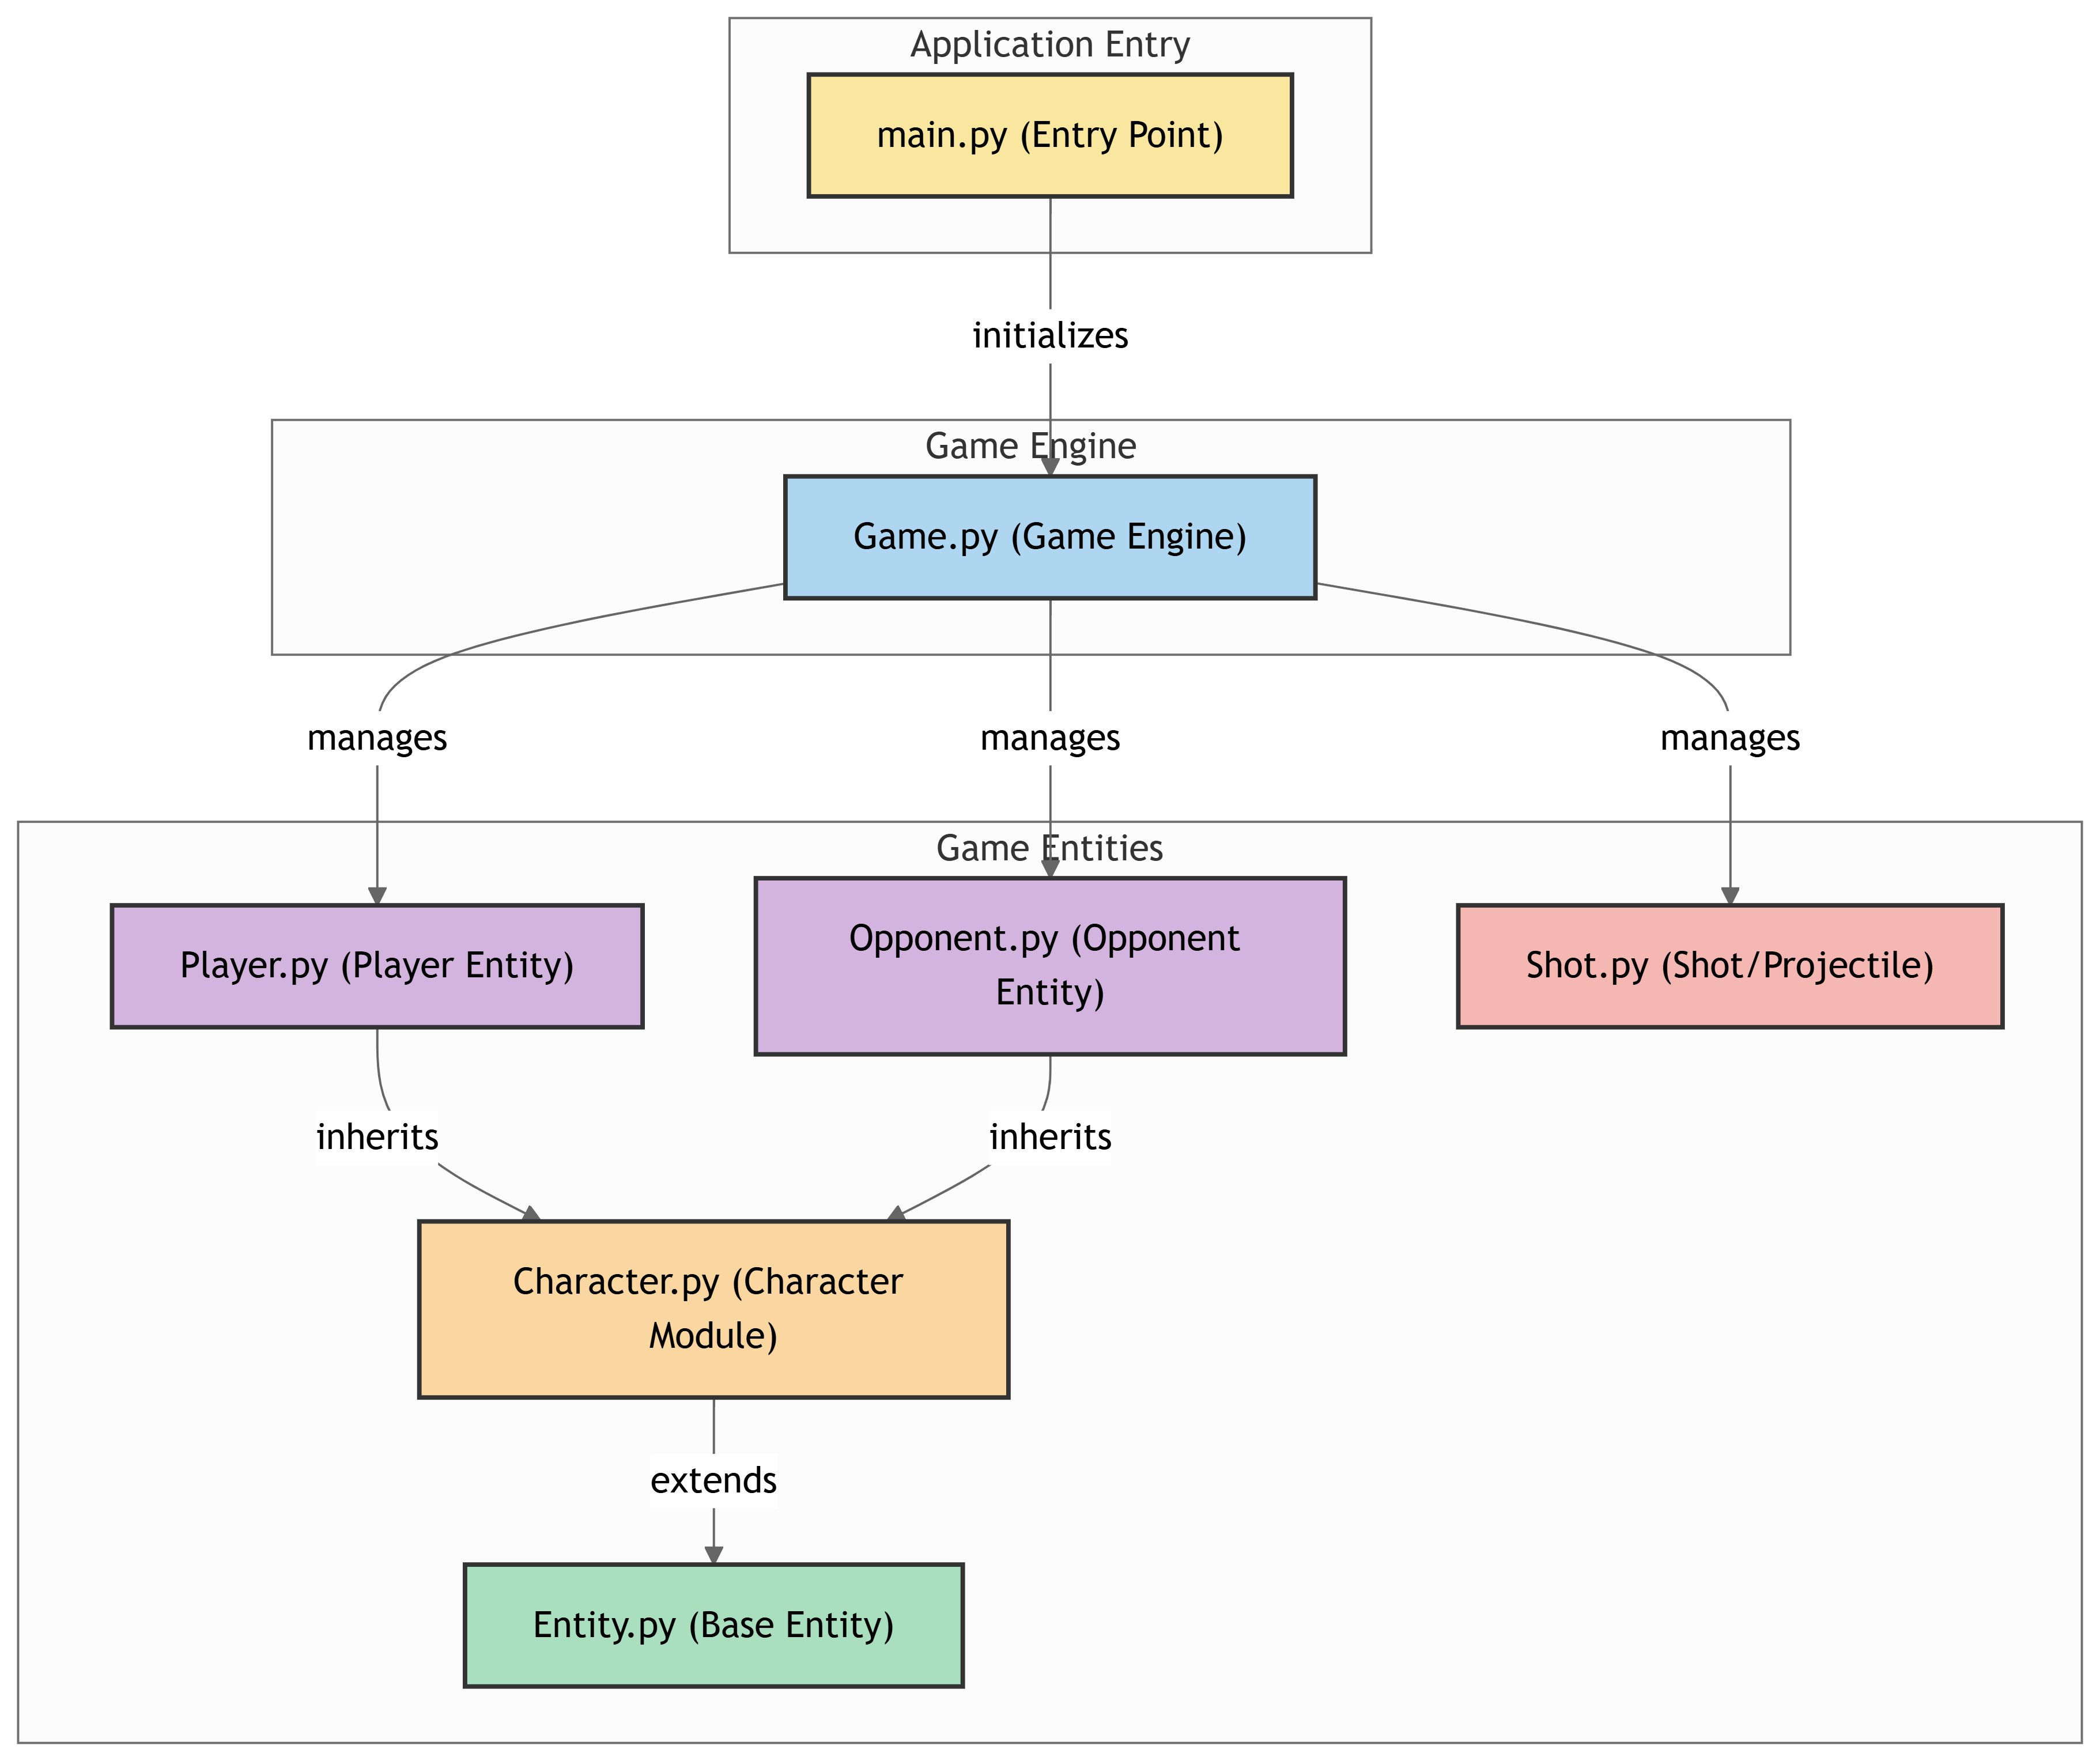 Application Entry
main.py (Entry Point)
initializes
Game Engine
Game.py (Game Engine)
manages
manages
manages
Game Entities
Player.py (Player Entity)
Opponent.py (Opponent
Entity)
Shot.py (Shot/Projectile)
inherits
inherits
Character.py (Character
Module)
extends
Entity.py (Base Entity)